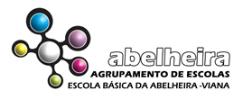 abelheira
AGRUPAMENTO DE ESCOLAS
ESCOLA BÁSICA DA ABELHEIRA -VIANA